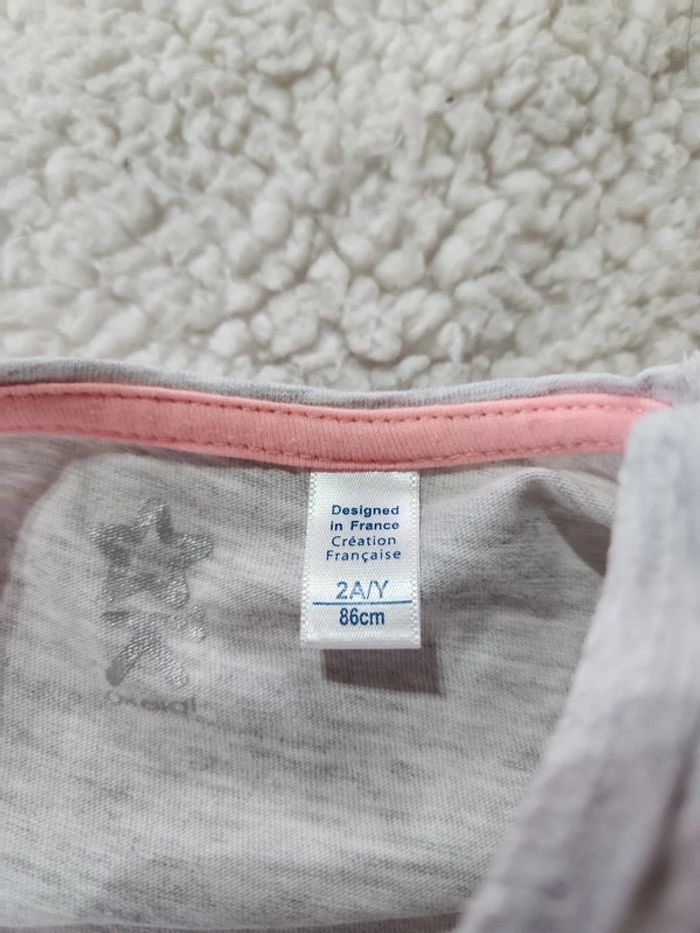 Designed
in France
Création
Française
2A/Y
86cm